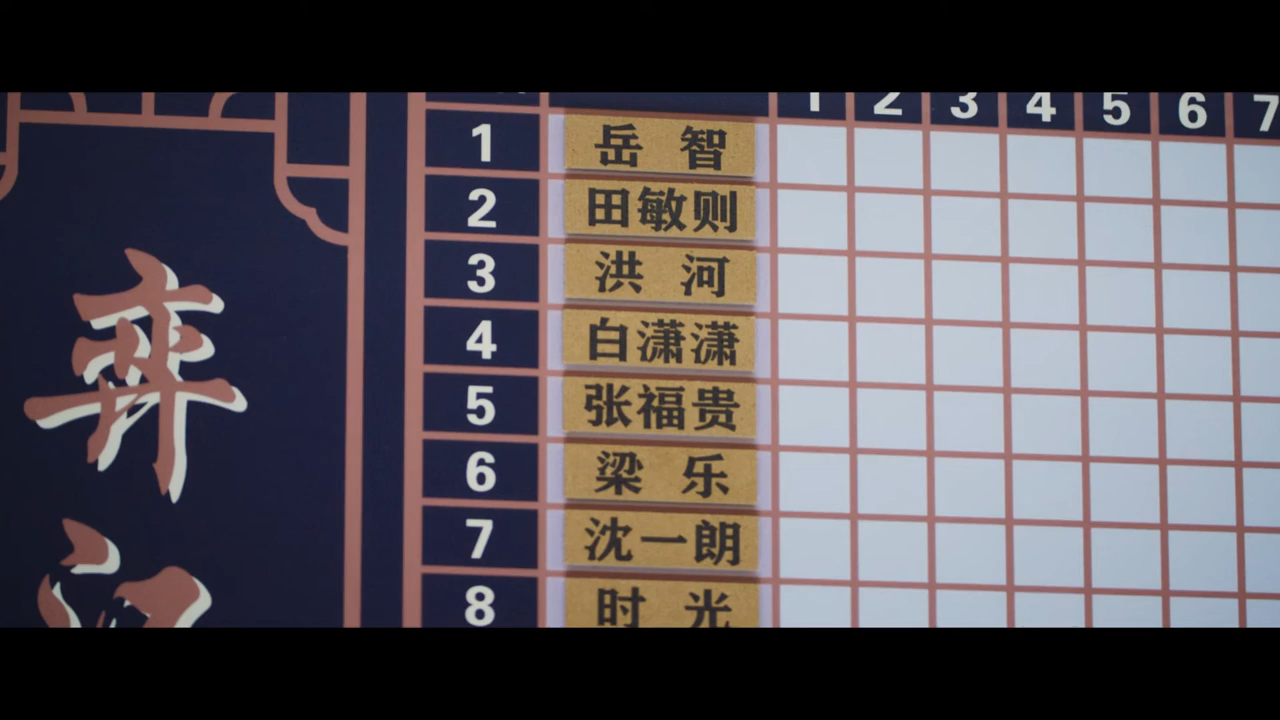 弈
1 2 3 4 5 6 7
1 岳 智
2 田敏则
3 洪 河
4 白潇潇
5 张福贵
6 梁 乐
7 沈一朗
8 时 光